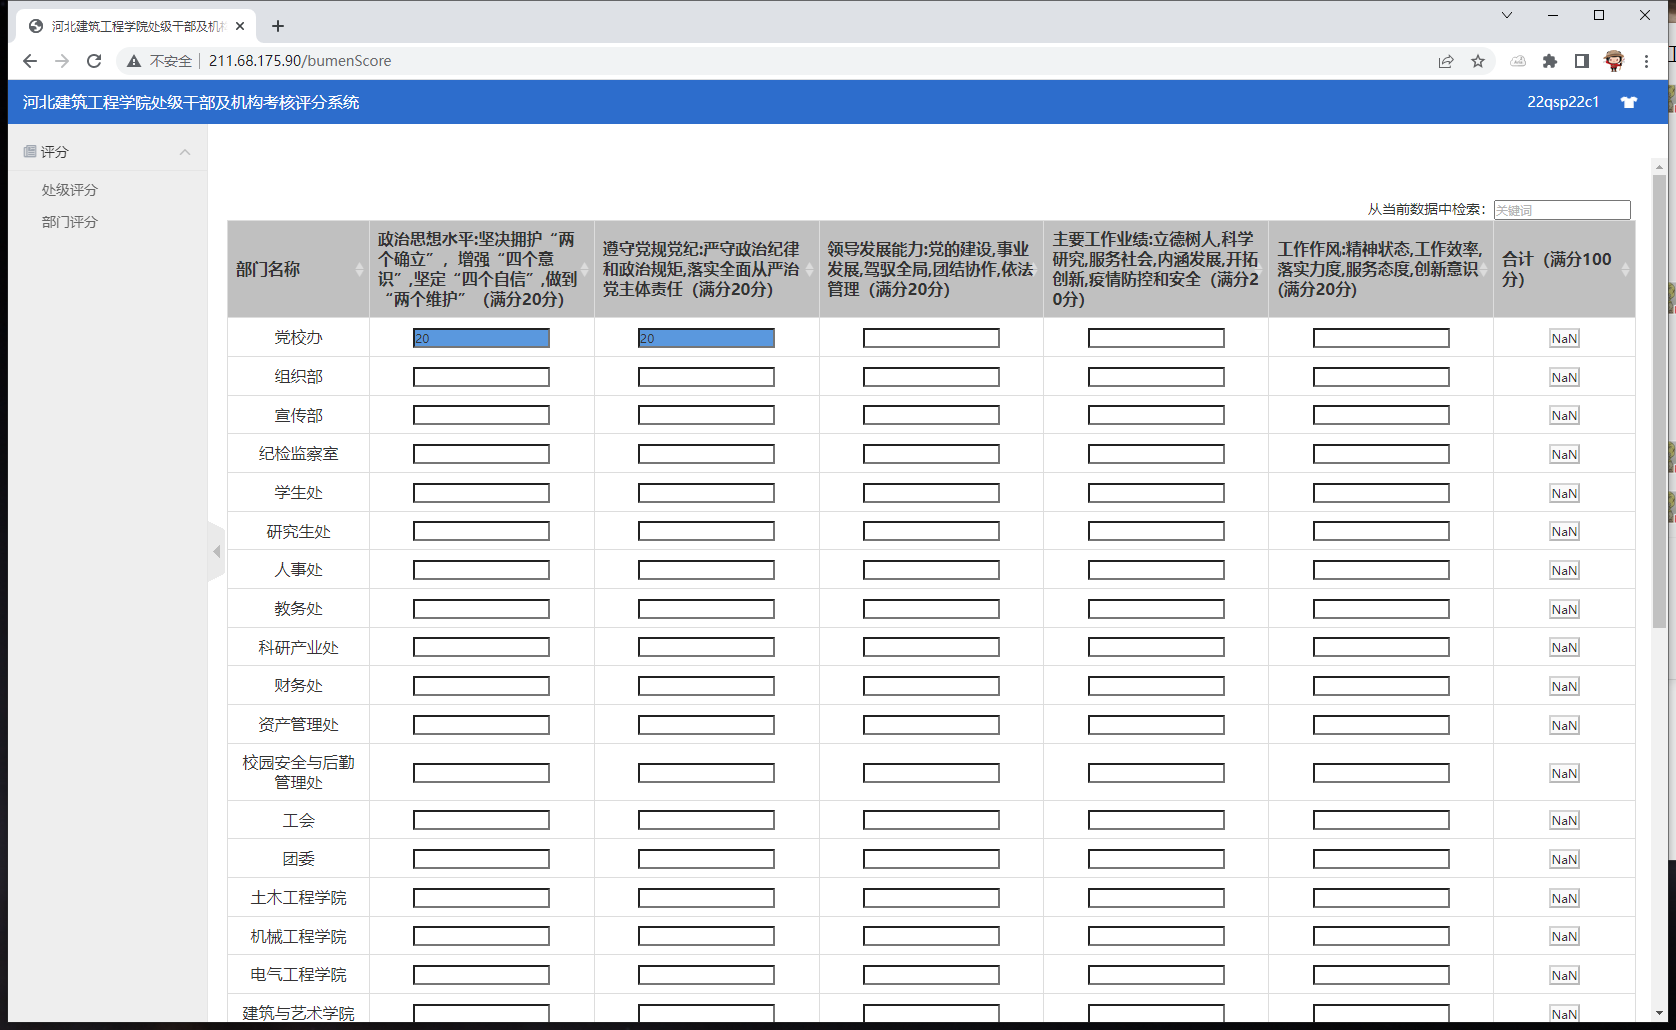 河北建筑工程学院处级干部及机
不安全 211.68.175.90/bumenScore
河北建筑工程学院处级干部及机构考核评分系统
22qsp22c1
评分
处级评分
部门评分
从当前数据中检索：
关键词
部门名称
政治思想水平:坚决拥护“两
个确立”，增强“四个意
识”,坚定“四个自信”,做到
“两个维护”（满分20分）
遵守党规党纪:严守政治纪律
和政治规矩,落实全面从严治
党主体责任（满分20分）
领导发展能力:党的建设,事业
发展,驾驭全局,团结协作,依法
管理（满分20分）
主要工作业绩:立德树人,科学
研究,服务社会,内涵发展,开拓
创新,疫情防控和安全（满分2
0分）
工作作风:精神状态,工作效率,
落实力度,服务态度,创新意识
(满分20分)
合计（满分100
分）
党校办 20 20 NaN
组织部 NaN
宣传部 NaN
纪检监察室 NaN
学生处 NaN
研究生处 NaN
人事处 NaN
教务处 NaN
科研产业处 NaN
财务处 NaN
资产管理处 NaN
校园安全与后勤
管理处 NaN
工会 NaN
团委 NaN
土木工程学院 NaN
机械工程学院 NaN
电气工程学院 NaN
建筑与艺术学院 NaN